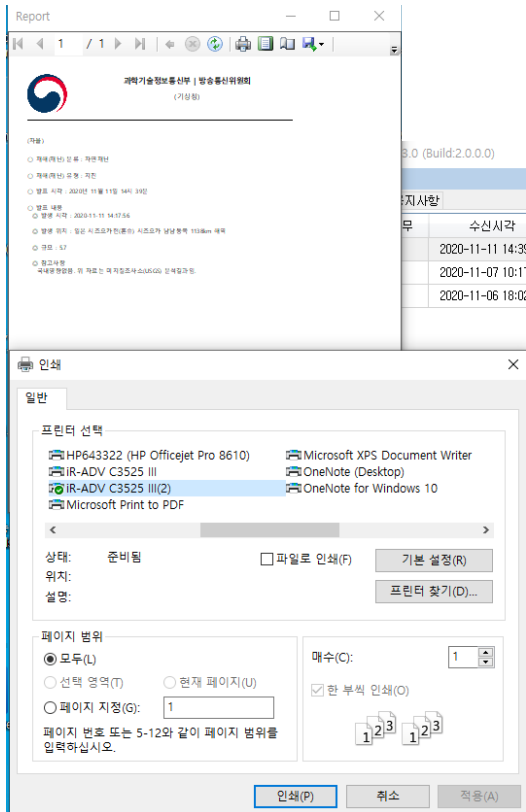 Report
1 / 1
과학기술정보통신부 | 방송통신위원회
(기상청)
(자율)
○ 재해(재난) 분류 : 자연재난
○ 재해(재난) 유형 : 지진
○ 발표 시각 : 2020년 11월 11일 14시 39분
○ 발표 내용
◎ 발생 시각 : 2020-11-11 14:17:56
◎ 발생 위치 : 일본 시즈오카현(혼슈) 시즈오카 남남동쪽 해역
◎ 규모 : 5.7
◎ 참고사항
국내영향없음. 위 자료는 미지질조사소(USGS) 분석결과임.
3.0 (Build:2.0.0.0)
지사항
무
수신시각
2020-11-11 14:39
2020-11-07 10:17
2020-11-06 18:02
인쇄
일반
프린터 선택
HP643322 (HP Officejet Pro 8610)
iR-ADV C3525 III
iR-ADV C3525 III(2)
Microsoft Print to PDF
Microsoft XPS Document Writer
OneNote (Desktop)
OneNote for Windows 10
상태: 준비됨
위치:
설명:
파일로 인쇄(F)
기본 설정(R)
프린터 찾기(D)...
페이지 범위
모두(L)
선택 영역(T)
현재 페이지(U)
페이지 지정(G): 1
페이지 번호 또는 5-12와 같이 페이지 범위를
입력하십시오.
매수(C): 1
한 부씩 인쇄(O)
1 2 3 1 2 3
인쇄(P)
취소
적용(A)